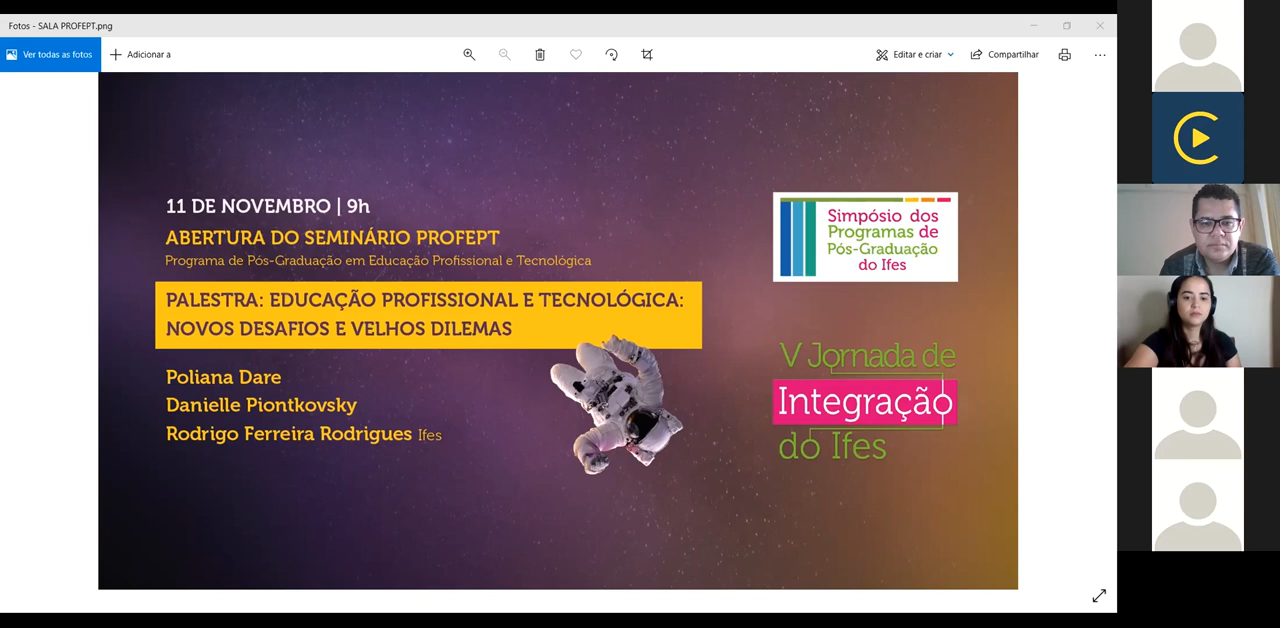 Fotos - SALA PROFEPT.png
Ver todas as fotos
Adicionar a
Editar e criar
Compartilhar
11 DE NOVEMBRO | 9h
ABERTURA DO SEMINÁRIO PROFEPT
Programa de Pós-Graduação em Educação Profissional e Tecnológica
PALESTRA: EDUCAÇÃO PROFISSIONAL E TECNOLÓGICA:
NOVOS DESAFIOS E VELHOS DILEMAS
Poliana Dare
Danielle Piontkovsky
Rodrigo Ferreira Rodrigues Ifes
Simpósio dos
Programas de
Pós-Graduação
do Ifes
V Jornada de
Integração
do Ifes